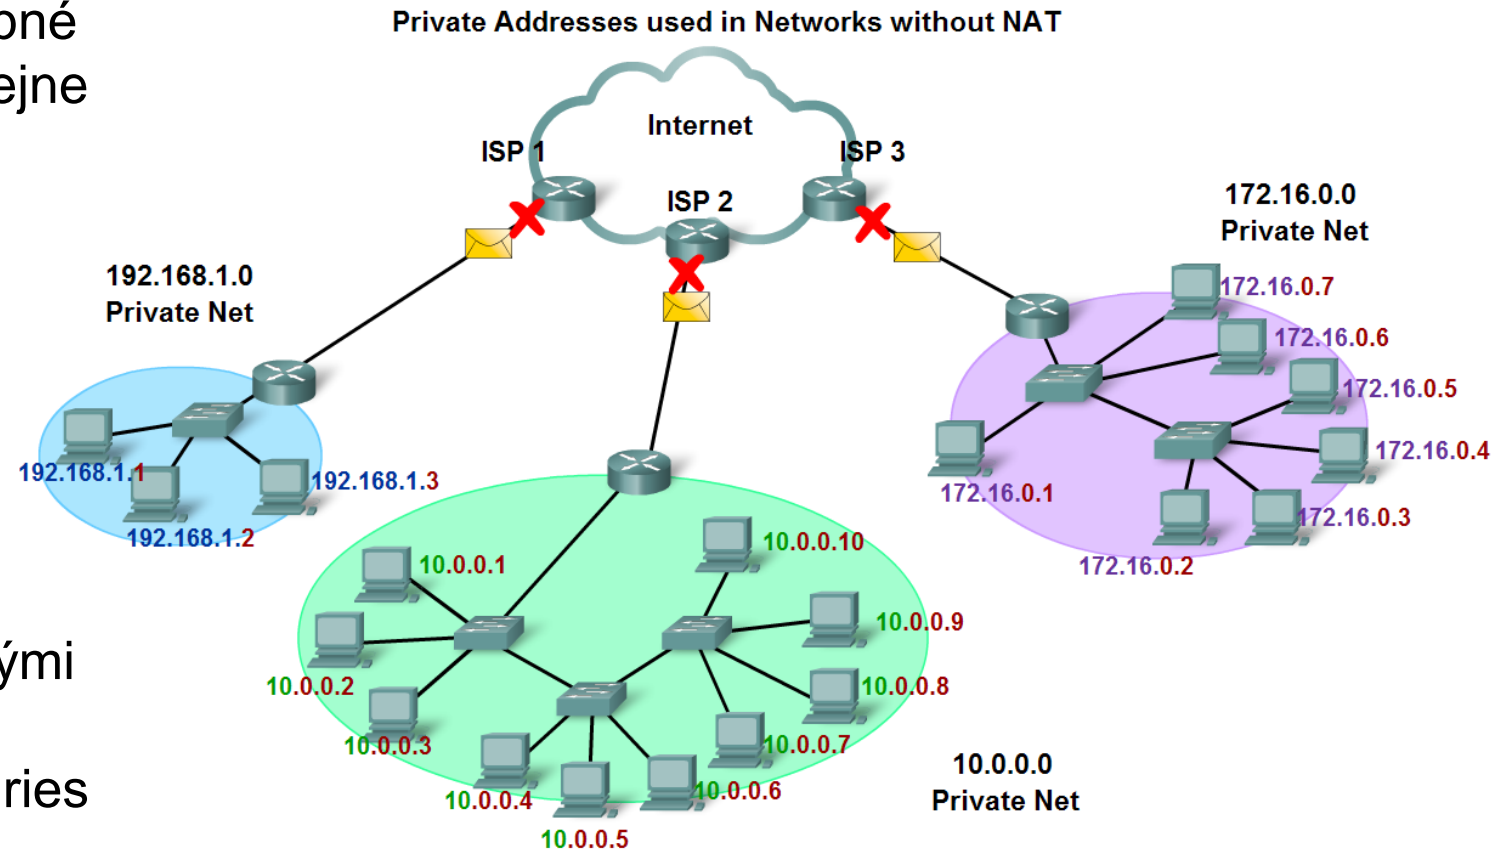 Private Addresses used in Networks without NAT
Internet
ISP 1
ISP 3
ISP 2
172.16.0.0
Private Net
192.168.1.0
Private Net
172.16.0.7
172.16.0.6
172.16.0.5
172.16.0.4
172.16.0.1
172.16.0.3
172.16.0.2
192.168.1.1
192.168.1.3
192.168.1.2
10.0.0.1
10.0.0.10
10.0.0.9
10.0.0.2
10.0.0.8
10.0.0.3
10.0.0.7
10.0.0.4
10.0.0.6
10.0.0.5
10.0.0.0
Private Net
ejne
ými
ries